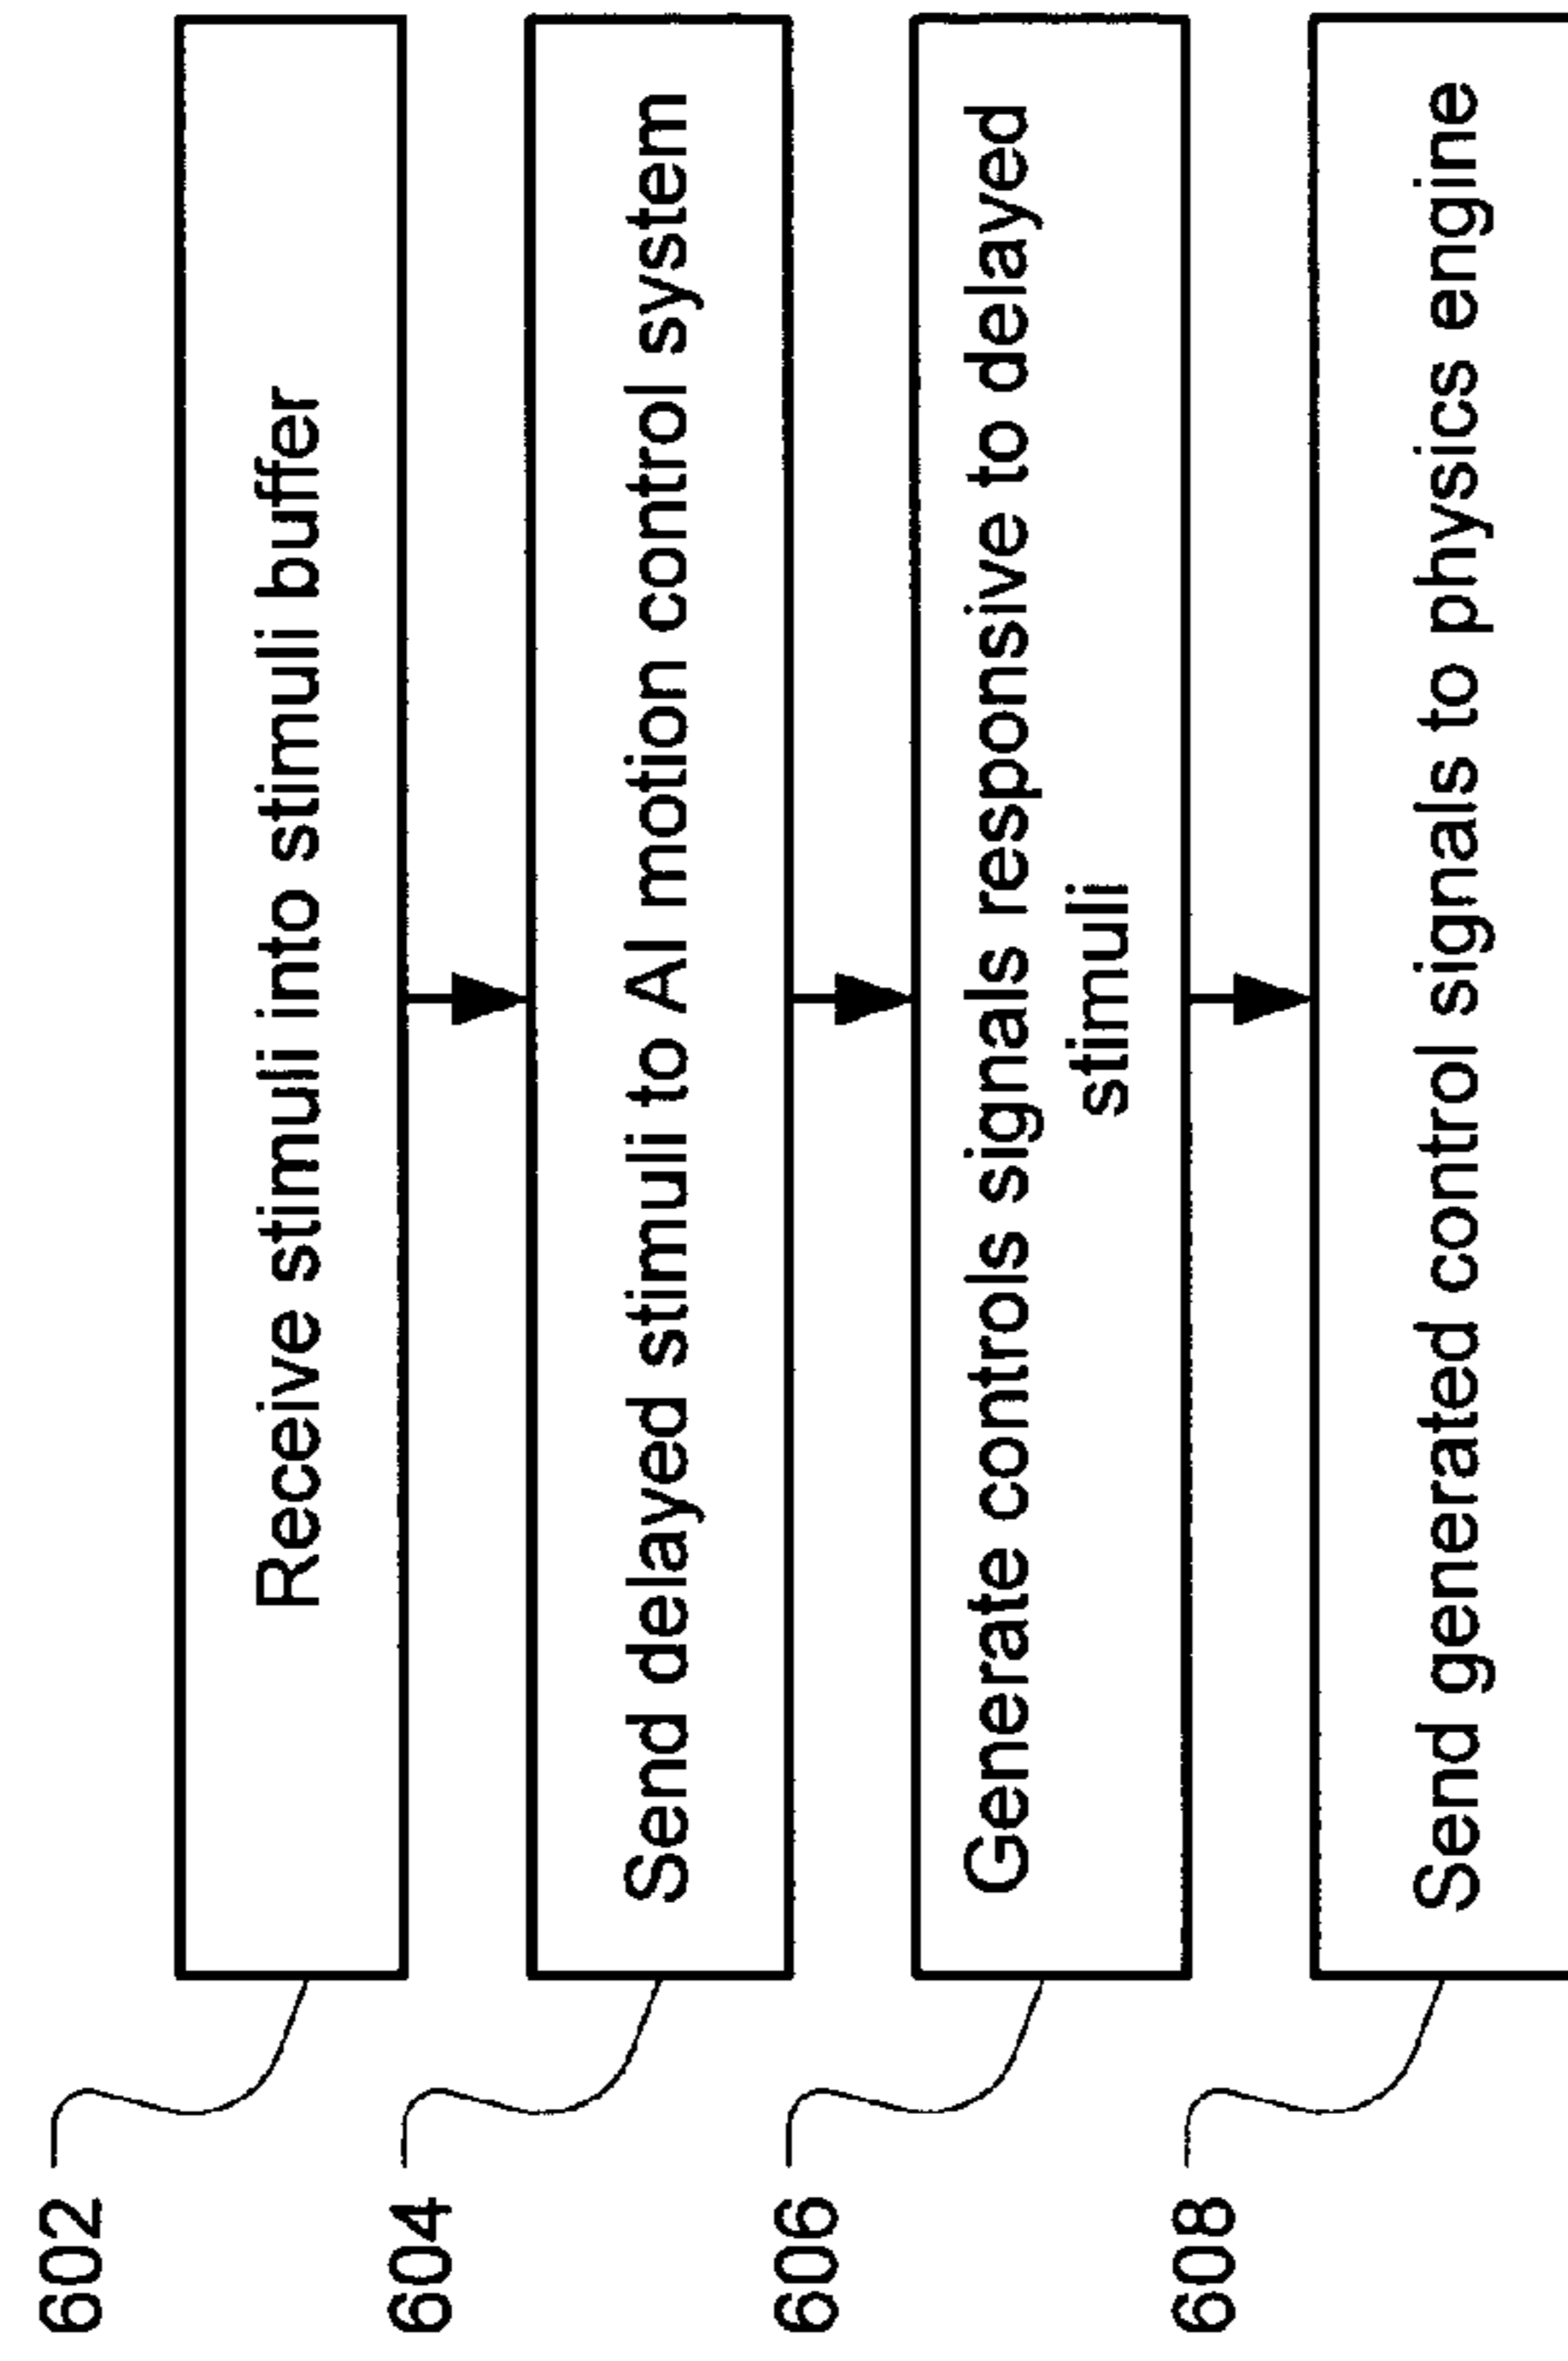 602
Receive stimuli into stimuli buffer
604
Send delayed stimuli to AI motion control system
606
Generate controls signals responsive to delayed
stimuli
608
Send generated control signals to physics engine